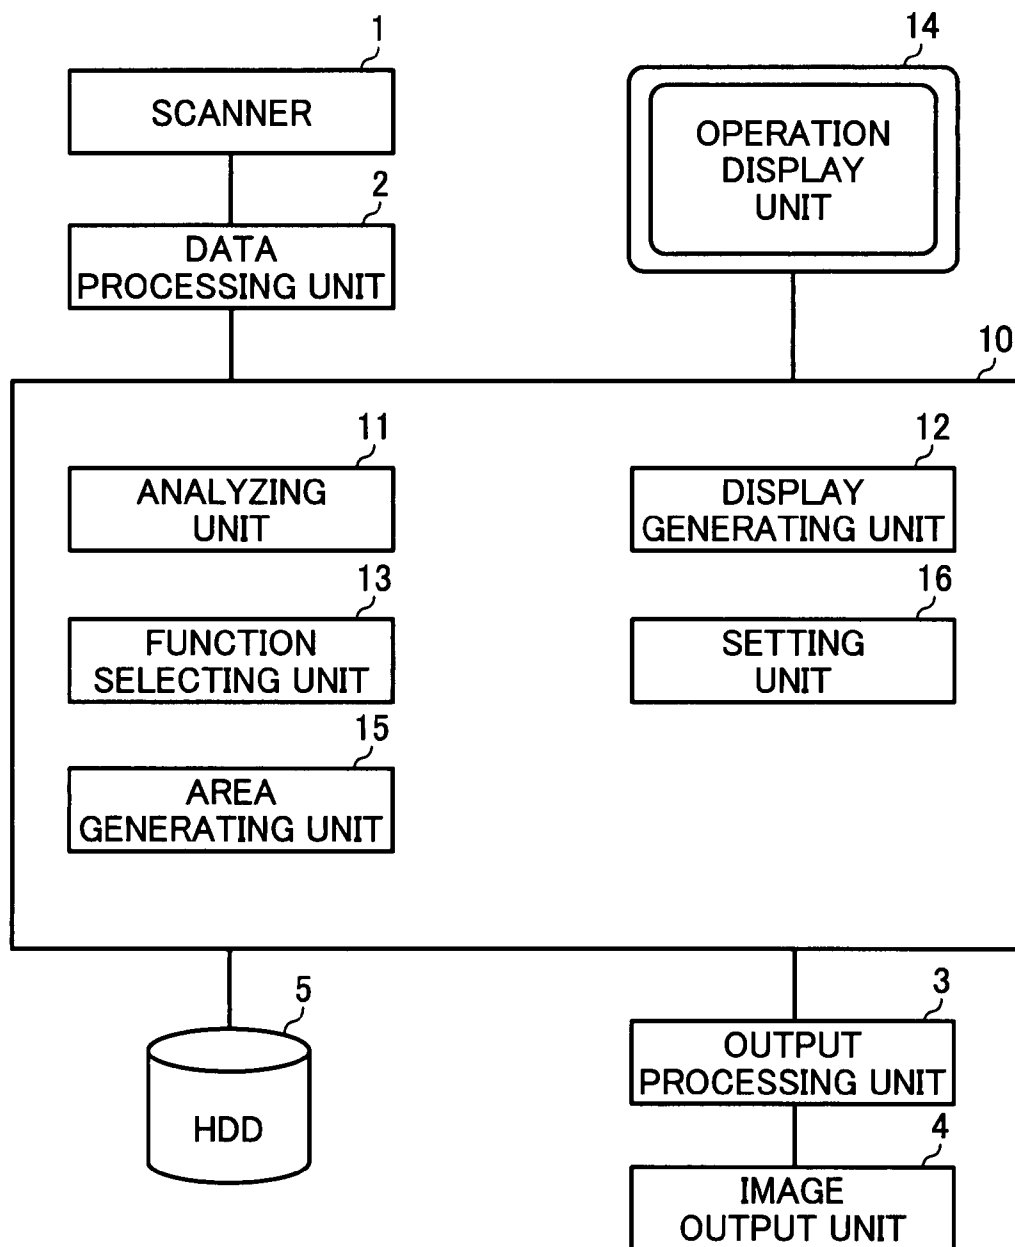 1
SCANNER
14
OPERATION
DISPLAY
UNIT
2
DATA
PROCESSING UNIT
10
11
ANALYZING
UNIT
12
DISPLAY
GENERATING UNIT
13
FUNCTION
SELECTING UNIT
16
SETTING
UNIT
15
AREA
GENERATING UNIT
5
HDD
3
OUTPUT
PROCESSING UNIT
4
IMAGE
OUTPUT UNIT